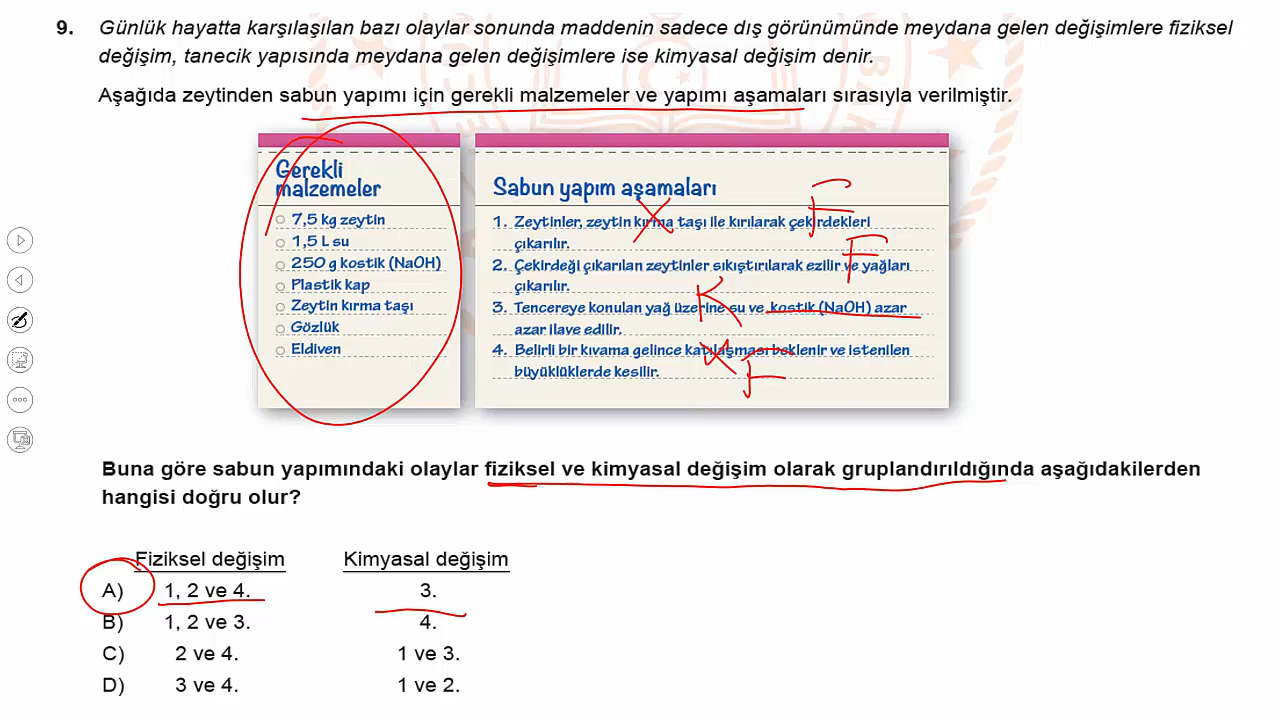 9. Günlük hayatta karşılaşılan bazı olaylar sonunda maddenin sadece dış görünümünde meydana gelen değişimlere fiziksel
değişim, tanecik yapısında meydana gelen değişimlere ise kimyasal değişim denir.
Aşağıda zeytinden sabun yapımı için gerekli malzemeler ve yapımı aşamaları sırasıyla verilmiştir.
Gerekli
malzemeler
7,5 kg zeytin
1,5 L su
250 g kostik (NaOH)
Plastik kap
Zeytin kırma taşı
Gözlük
Eldiven
Sabun yapım aşamaları
F
1. Zeytinler, zeytin kırma taşı ile kırılarak çekirdekleri
çıkarılır.
F
2. Çekirdeği çıkarılan zeytinler sıkıştırılarak ezilir ve yağları
çıkarılır.
K
3. Tencereye konulan yağ üzerine su ve kostik (NaOH) azar
azar ilave edilir.
4. Belirli bir kıvama gelince katılaşması beklenir ve istenilen
büyüklüklerde kesilir.
F
Buna göre sabun yapımındaki olaylar fiziksel ve kimyasal değişim olarak gruplandırıldığında aşağıdakilerden
hangisi doğru olur?
Fiziksel değişim Kimyasal değişim
A) 1, 2 ve 4. 3.
B) 1, 2 ve 3. 4.
C) 2 ve 4. 1 ve 3.
D) 3 ve 4. 1 ve 2.